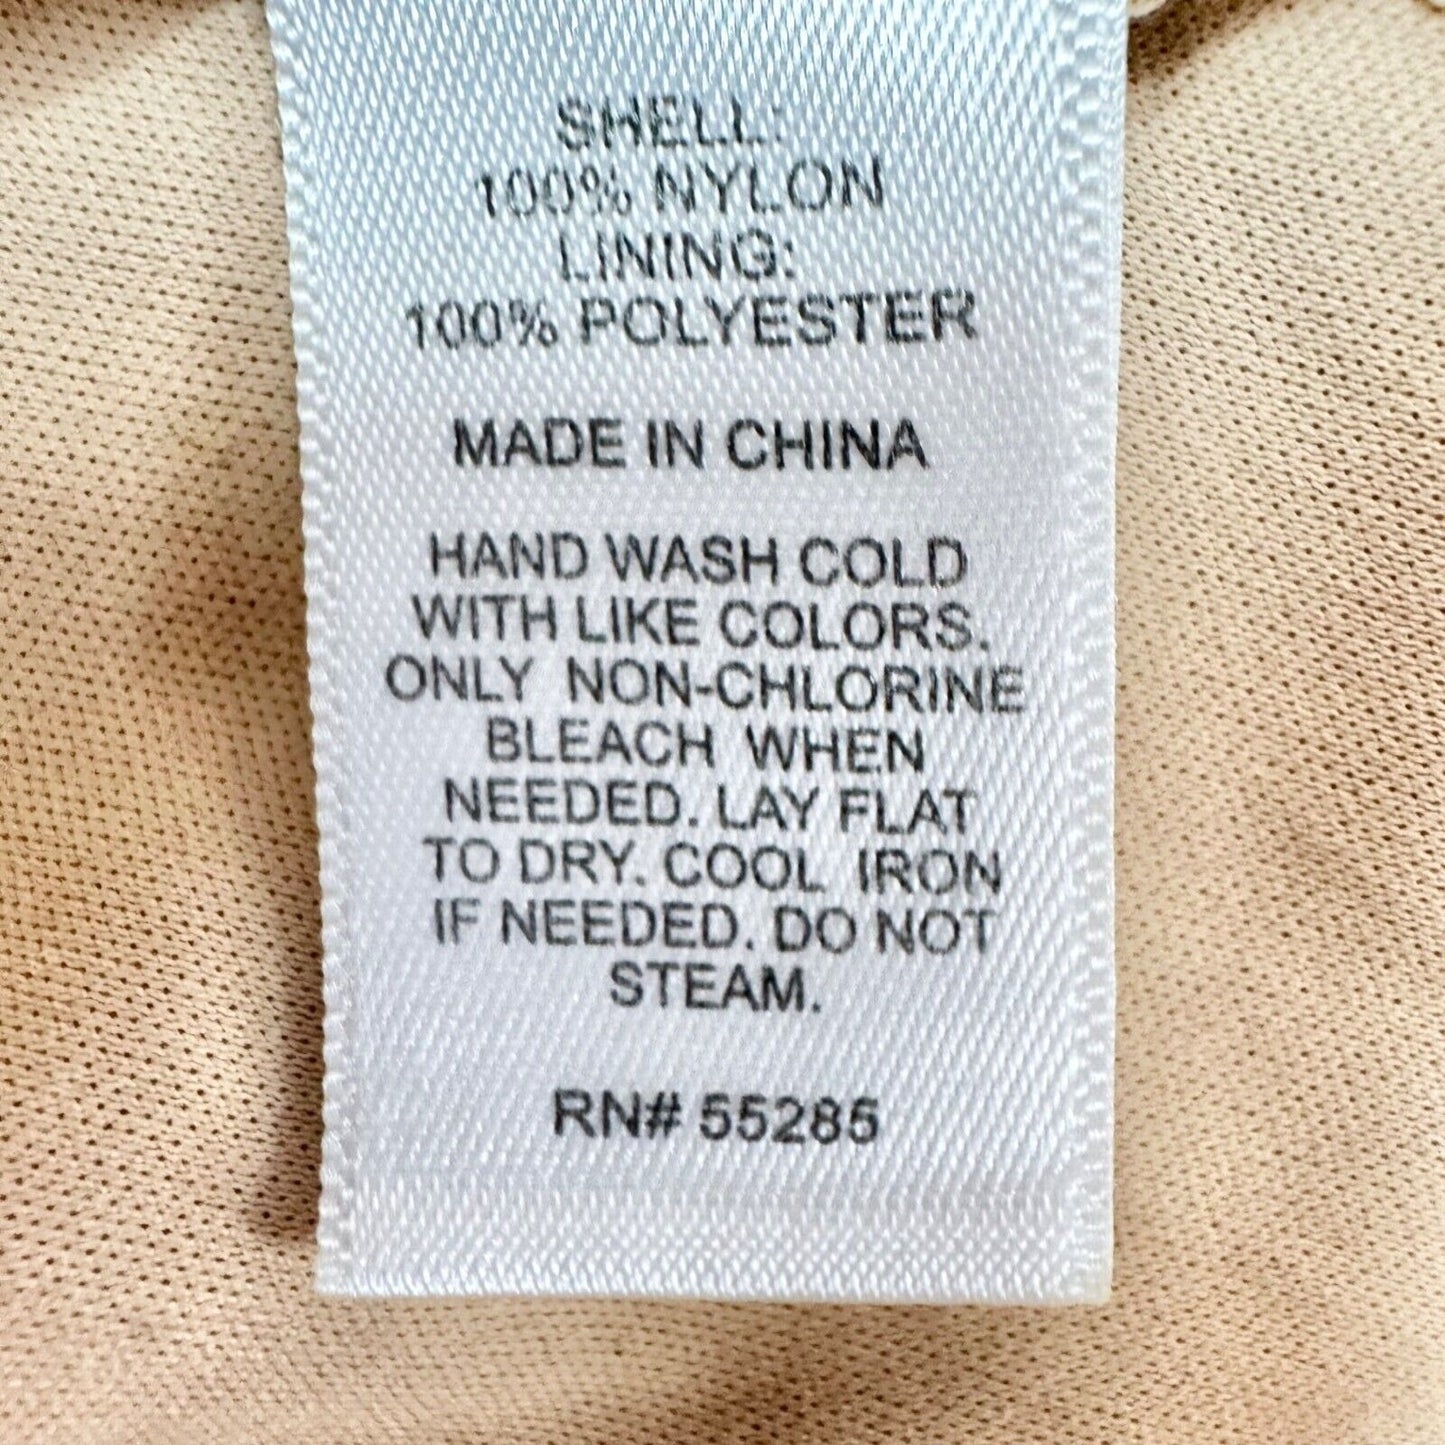 SHELL:
100% NYLON
LINING:
100% POLYESTER
MADE IN CHINA
HAND WASH COLD
WITH LIKE COLORS.
ONLY NON-CHLORINE
BLEACH WHEN
NEEDED. LAY FLAT
TO DRY. COOL IRON
IF NEEDED. DO NOT
STEAM.
RN# 55285